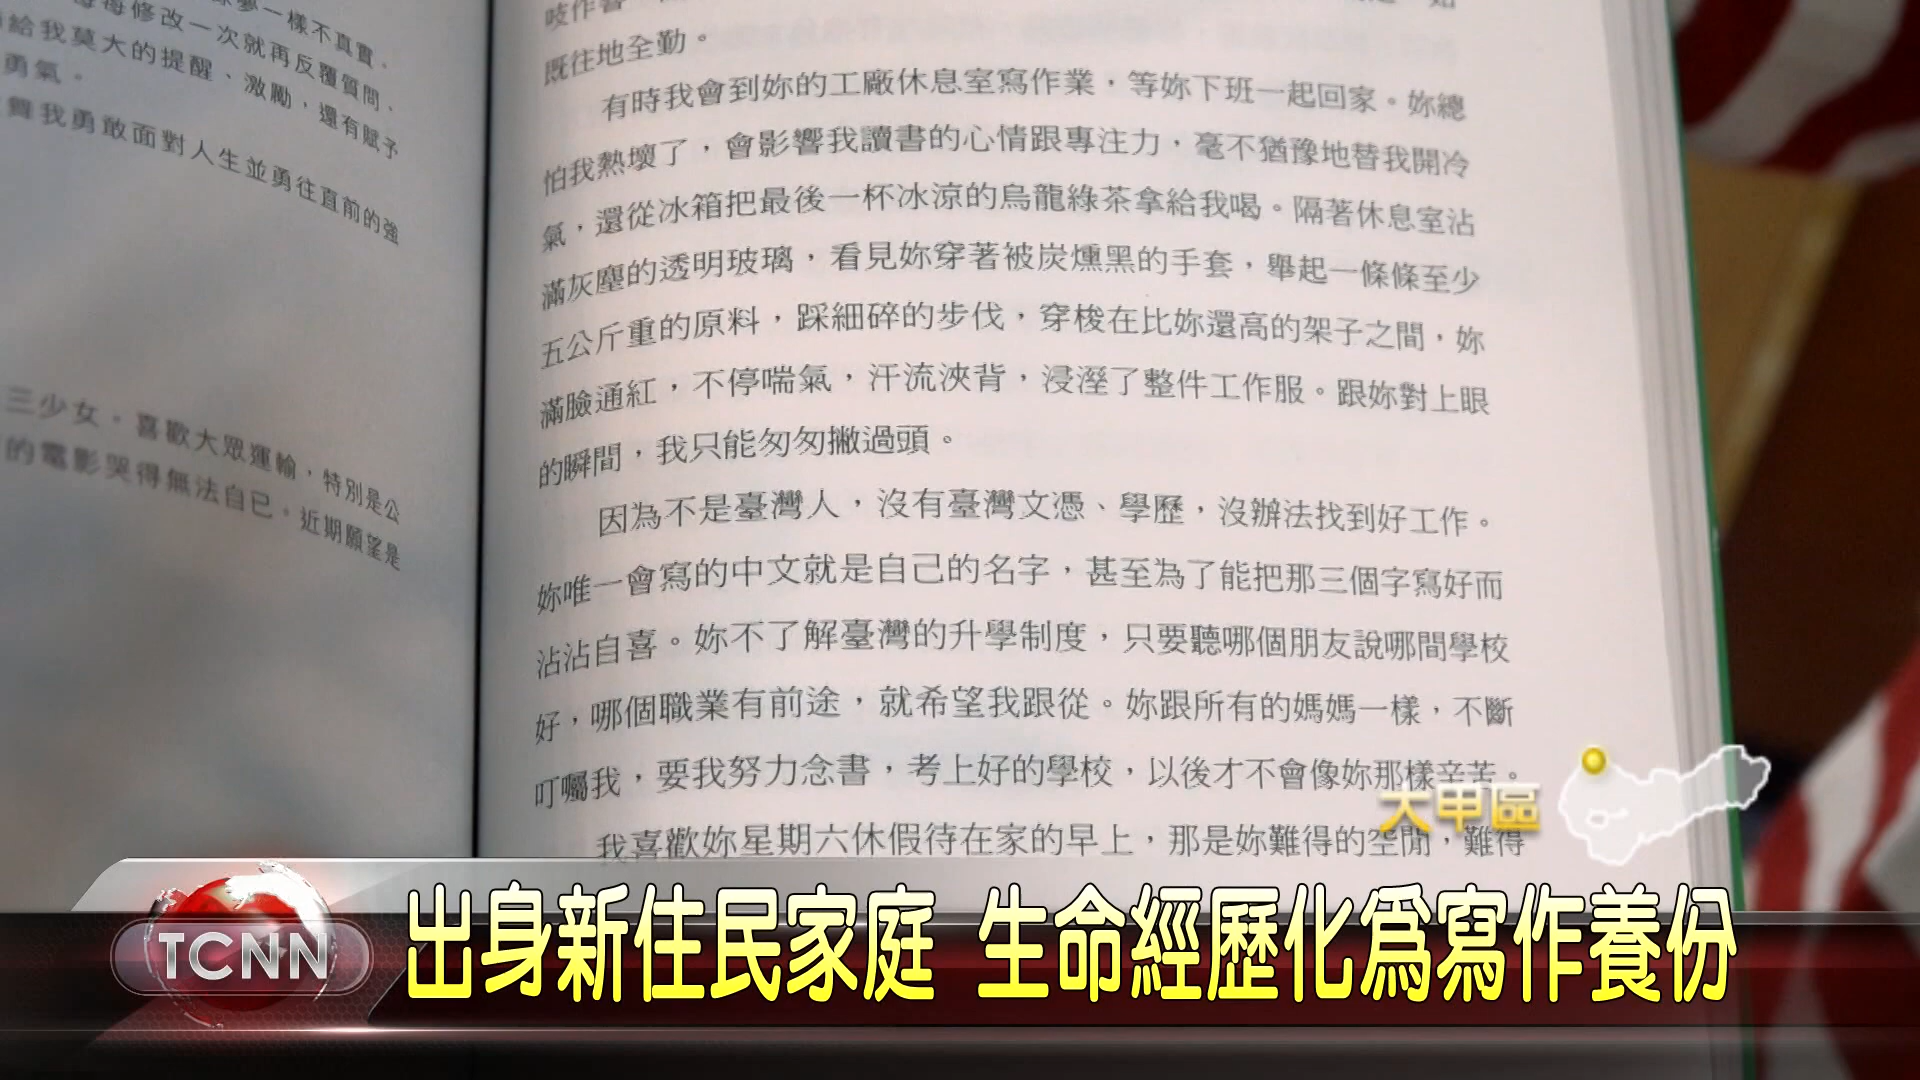 一樣不真實，
每修改一次就再反覆質問、
給我莫大的提醒、激勵，還有賦予
勇氣。
我勇敢面對人生並勇往直前的強
三少女。喜歡大眾運輸，特別是公
的電影哭得無法自已。近期願望是
既往地全勤。
有時我會到妳的工廠休息室寫作業，等妳下班一起回家。妳總
怕我熱壞了，會影響我讀書的心情跟專注力，毫不猶豫地替我開冷
氣，還從冰箱把最後一杯冰涼的烏龍綠茶拿給我喝。隔著休息室沾
滿灰塵的透明玻璃，看見妳穿著被炭燻黑的手套，舉起一條條至少
五公斤重的原料，踩細碎的步伐，穿梭在比妳還高的架子之間，妳
滿臉通紅，不停喘氣，汗流浹背，浸溼了整件工作服。跟妳對上眼
的瞬間，我只能匆匆撇過頭。
因為不是臺灣人，沒有臺灣文憑、學歷，沒辦法找到好工作。
妳唯一會寫的中文就是自己的名字，甚至為了能把那三個字寫好而
沾沾自喜。妳不了解臺灣的升學制度，只要聽哪個朋友說哪間學校
好，哪個職業有前途，就希望我跟從。妳跟所有的媽媽一樣，不斷
叮囑我，要我努力念書，考上好的學校，以後才不會像妳那樣辛苦。
我喜歡妳星期六休假待在家的早上，那是妳難得的空閒，難得
大甲區
TCNN
出身新住民家庭 生命經歷化為寫作養份